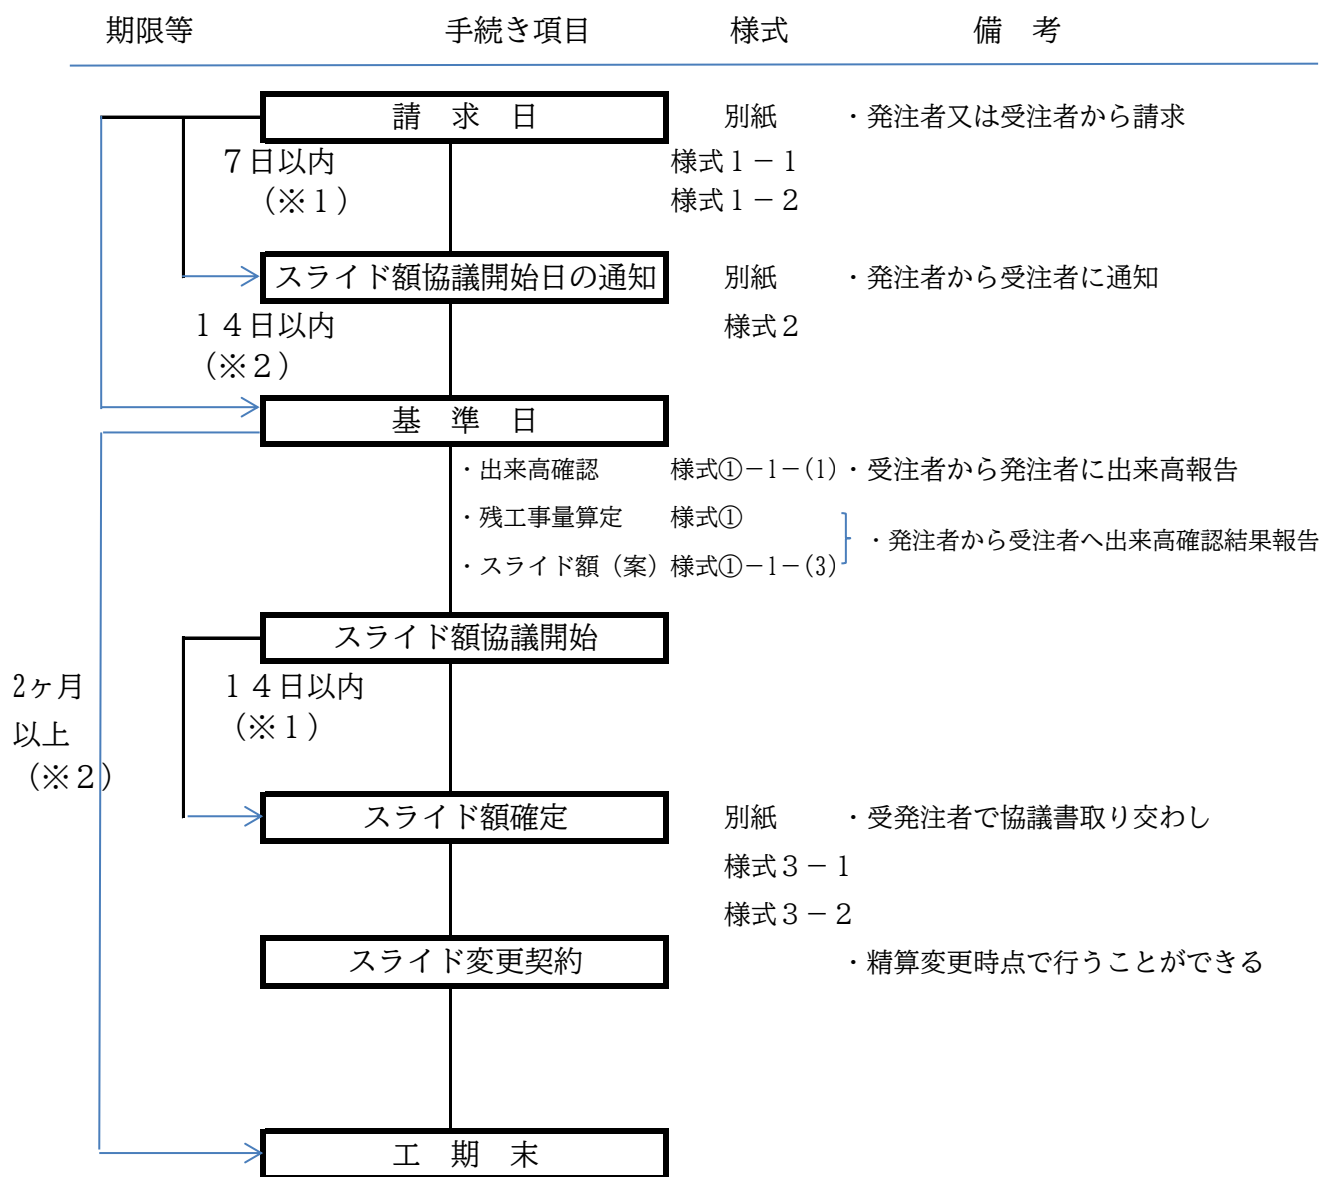 期限等　手続き項目　様式　備　考
請　求　日　別紙　・発注者又は受注者から請求
７日以内　様式１－１
（※１）　様式１－２
スライド額協議開始日の通知　別紙　・発注者から受注者に通知
１４日以内　様式２
（※２）
基　準　日
・出来高確認　様式①－1－(1)・受注者から発注者に出来高報告
・残工事量算定　様式①
・発注者から受注者へ出来高確認結果報告
・スライド額（案）様式①－1－(3)
スライド額協議開始
2ヶ月　１４日以内
以上　（※１）
（※２）
スライド額確定　別紙　・受発注者で協議書取り交わし
様式３－１
様式３－２
スライド変更契約　・精算変更時点で行うことができる
工　期　末